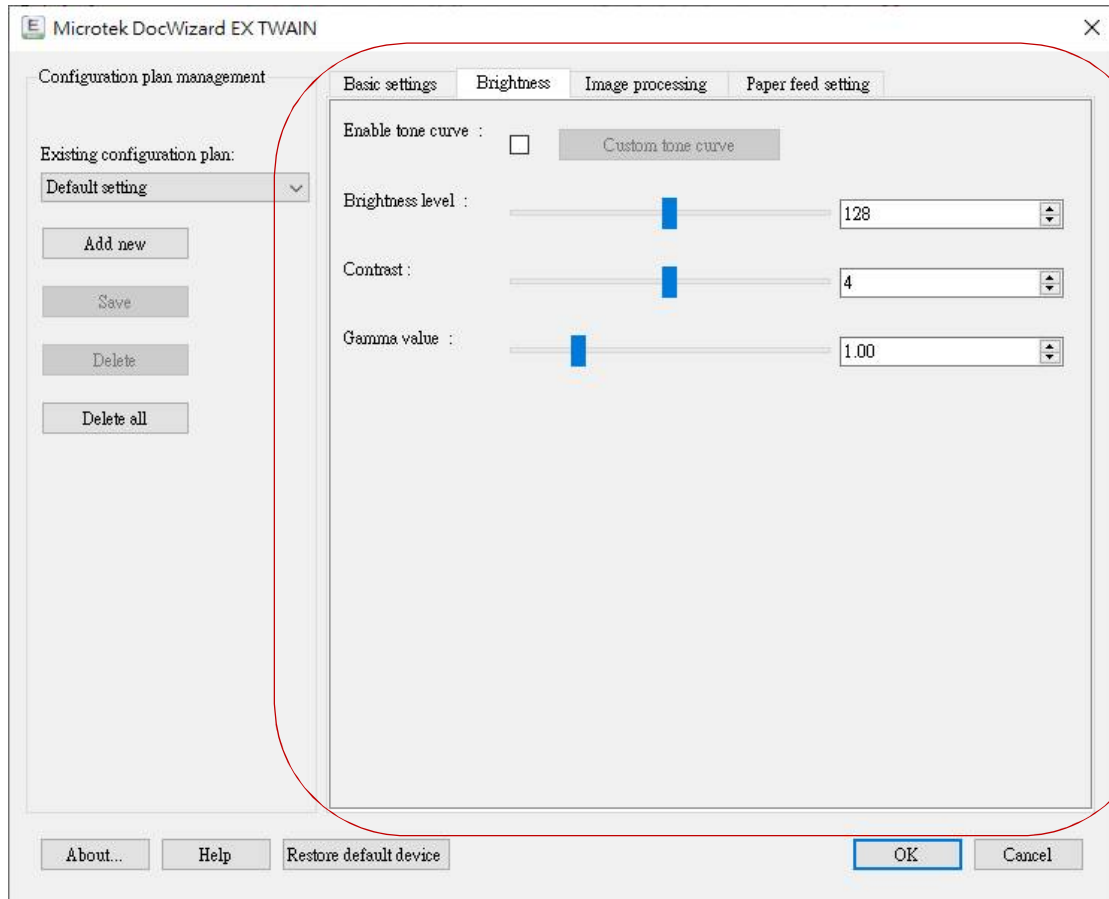 E Microtek DocWizard EX TWAIN
Configuration plan management
Existing configuration plan:
Default setting
Add new
Save
Delete
Delete all
Basic settings Brightness Image processing Paper feed setting
Enable tone curve : Custom tone curve
Brightness level : 128
Contrast : 4
Gamma value : 1.00
About... Help Restore default device OK Cancel